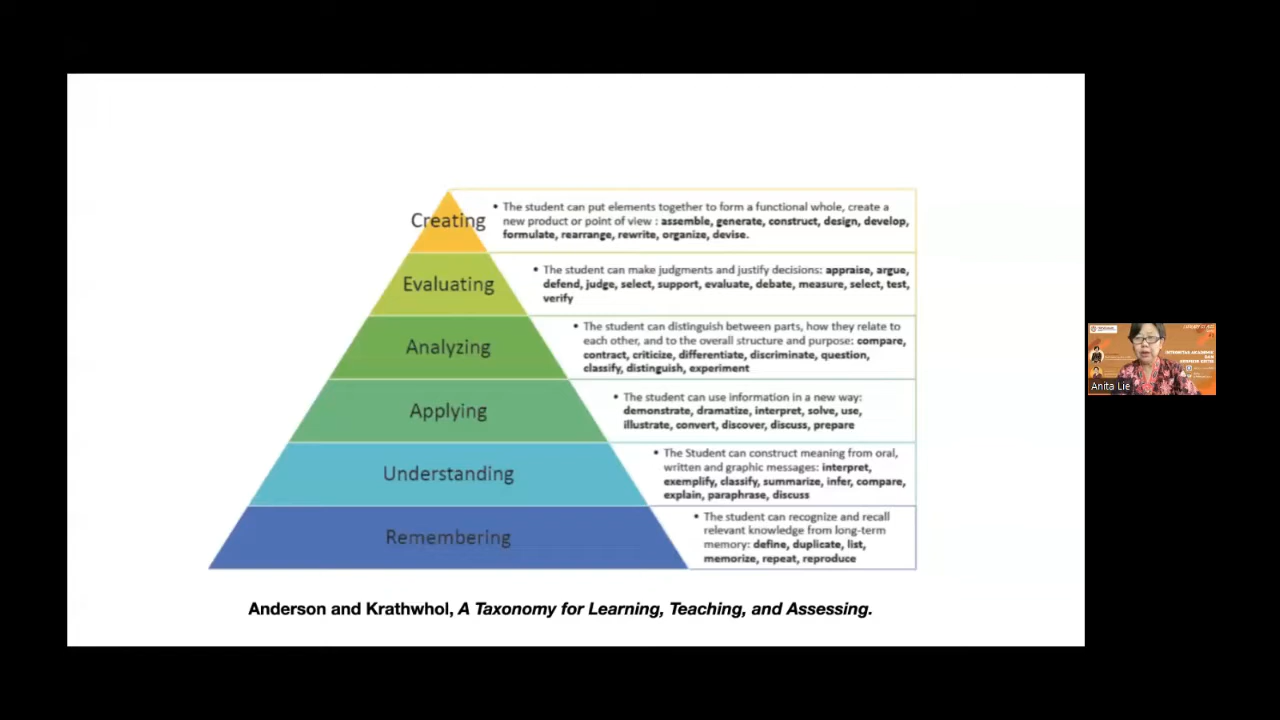 Creating
• The student can put elements together to form a functional whole, create a
new product or point of view : assemble, generate, construct, design, develop,
formulate, rearrange, rewrite, organize, devise.
Evaluating
• The student can make judgments and justify decisions: appraise, argue,
defend, judge, select, support, evaluate, debate, measure, select, test,
verify
Analyzing
• The student can distinguish between parts, how they relate to
each other, and to the overall structure and purpose: compare,
contract, criticize, differentiate, discriminate, question,
classify, distinguish, experiment
Applying
• The student can use information in a new way:
demonstrate, dramatize, interpret, solve, use,
illustrate, convert, discover, discuss, prepare
Understanding
• The Student can construct meaning from oral,
written and graphic messages: interpret,
exemplify, classify, summarize, infer, compare,
explain, paraphrase, discuss
Remembering
• The student can recognize and recall
relevant knowledge from long-term
memory: define, duplicate, list,
memorize, repeat, reproduce
Anderson and Krathwhol, A Taxonomy for Learning, Teaching, and Assessing.
INTEGRITAS AKADEMIK
DAN
Anita Lie